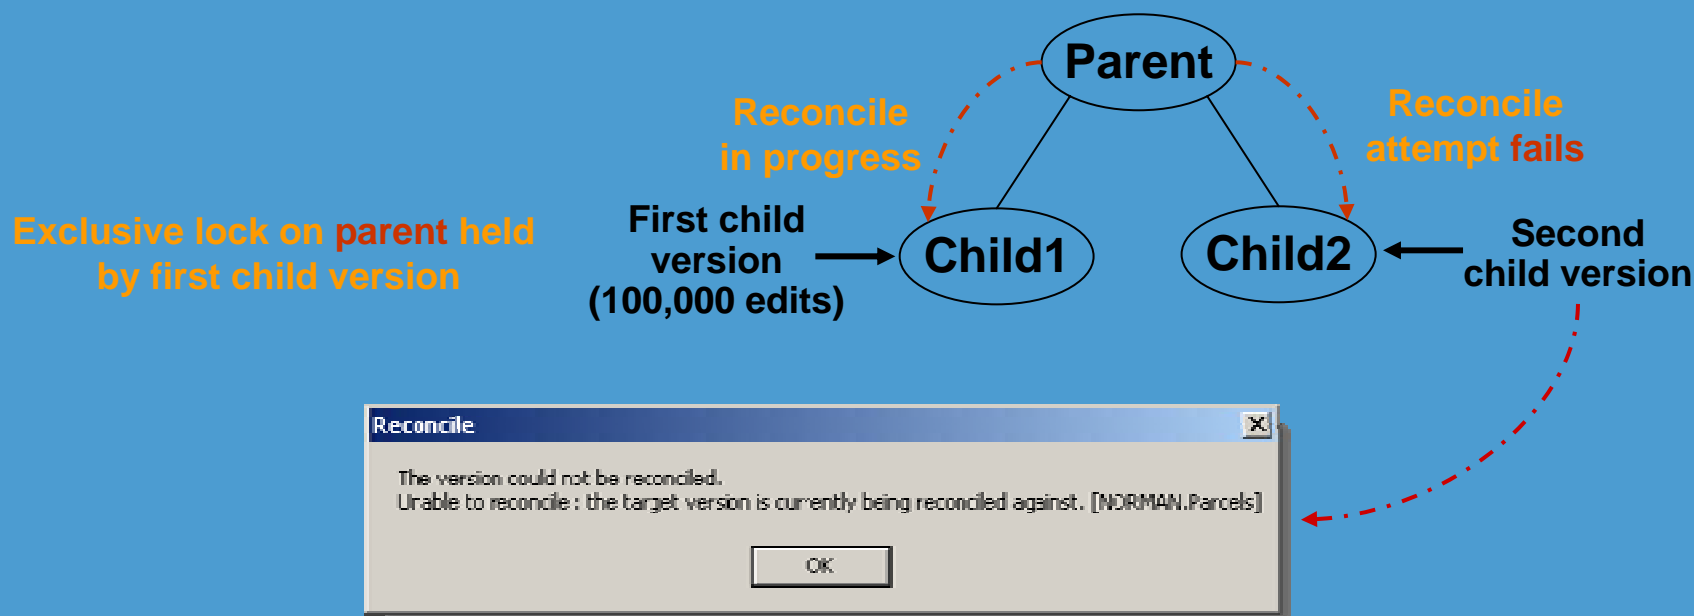 Parent
Reconcile
in progress
Reconcile
attempt fails
Exclusive lock on parent held
by first child version
First child
version
(100,000 edits)
Child1
Child2
Second
child version
Reconcile
The version could not be reconciled.
Unable to reconcile : the target version is currently being reconciled against. [NORMAN.Parcels]
OK